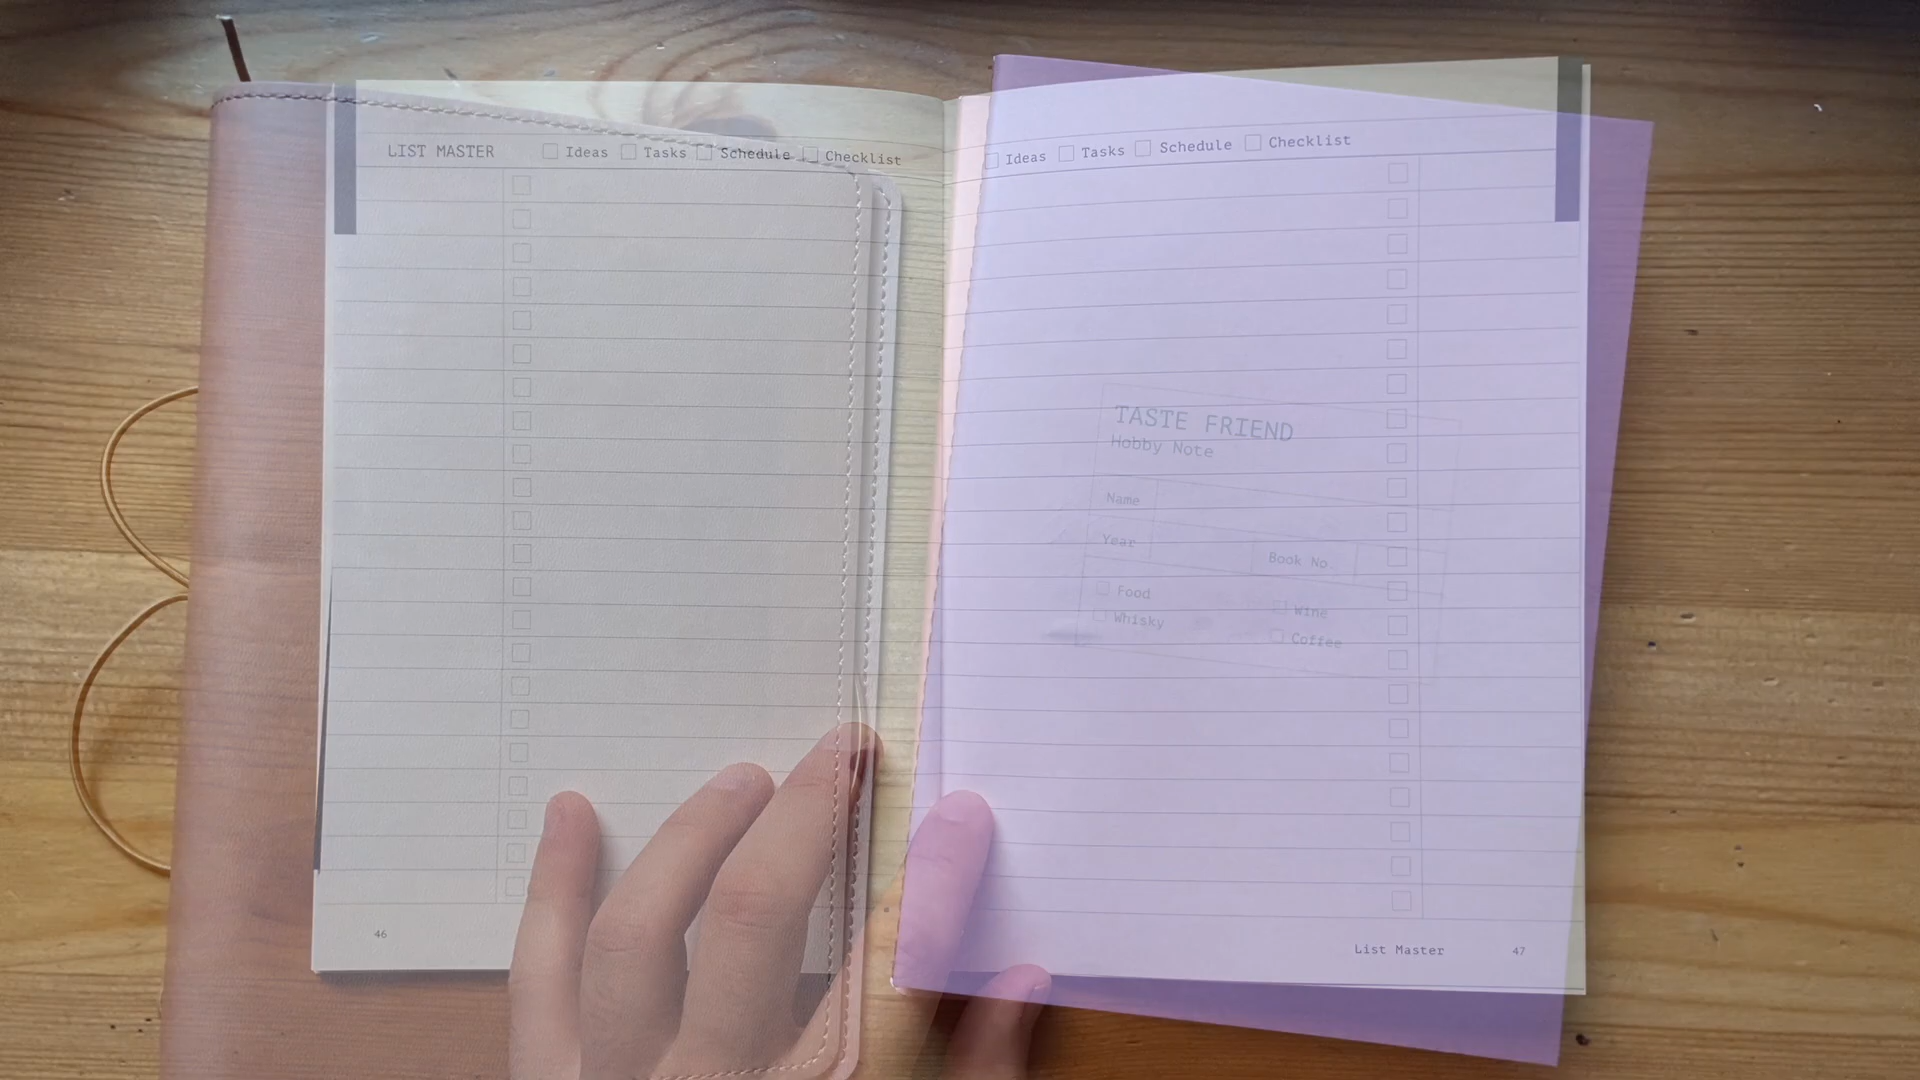 LIST MASTER Ideas Tasks Schedule Checklist
46
Ideas Tasks Schedule Checklist
TASTE FRIEND
Hobby Note
Name
Year Book No.
Food Wine
Whisky Coffee
List Master 47